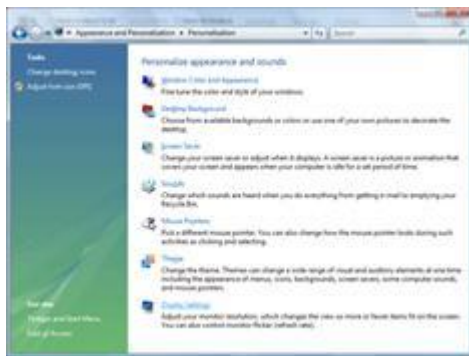 Appearance and Personalization ▸ Personalization
Search
Tasks
Change desktop icons
Adjust font size (DPI)
See also
Taskbar and Start Menu
Ease of Access
Personalize appearance and sounds
Window Color and Appearance
Fine tune the color and style of your windows.
Desktop Background
Choose from available backgrounds or colors or use one of your own pictures to decorate the
desktop.
Screen Saver
Change your screen saver or adjust when it displays. A screen saver is a picture or animation that
covers your screen and appears when your computer is idle for a set period of time.
Sounds
Change which sounds are heard when you do everything from getting e-mail to emptying your
Recycle Bin.
Mouse Pointers
Pick a different mouse pointer. You can also change how the mouse pointer looks during such
activities as clicking and selecting.
Theme
Change the theme. Themes can change a wide range of visual and auditory elements at one time
including the appearance of menus, icons, backgrounds, screen savers, some computer sounds,
and mouse pointers.
Display Settings
Adjust your monitor resolution, which changes the view so more or fewer items fit on the screen.
You can also control monitor flicker (refresh rate).